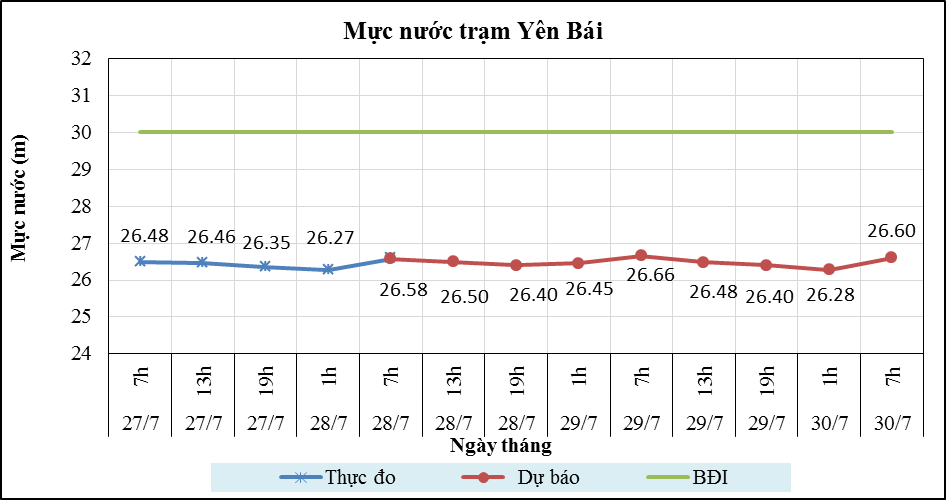 Mực nước trạm Yên Bái
Mực nước (m)
32
31
30
29
28
27
26
25
24
26.48 26.46 26.35 26.27 26.58 26.50 26.40 26.45 26.66 26.48 26.40 26.28 26.60
7h 13h 19h 1h 7h 13h 19h 1h 7h 13h 19h 1h 7h
27/7 27/7 27/7 28/7 28/7 28/7 28/7 29/7 29/7 29/7 29/7 30/7 30/7
Ngày tháng
Thực đo Dự báo BĐI